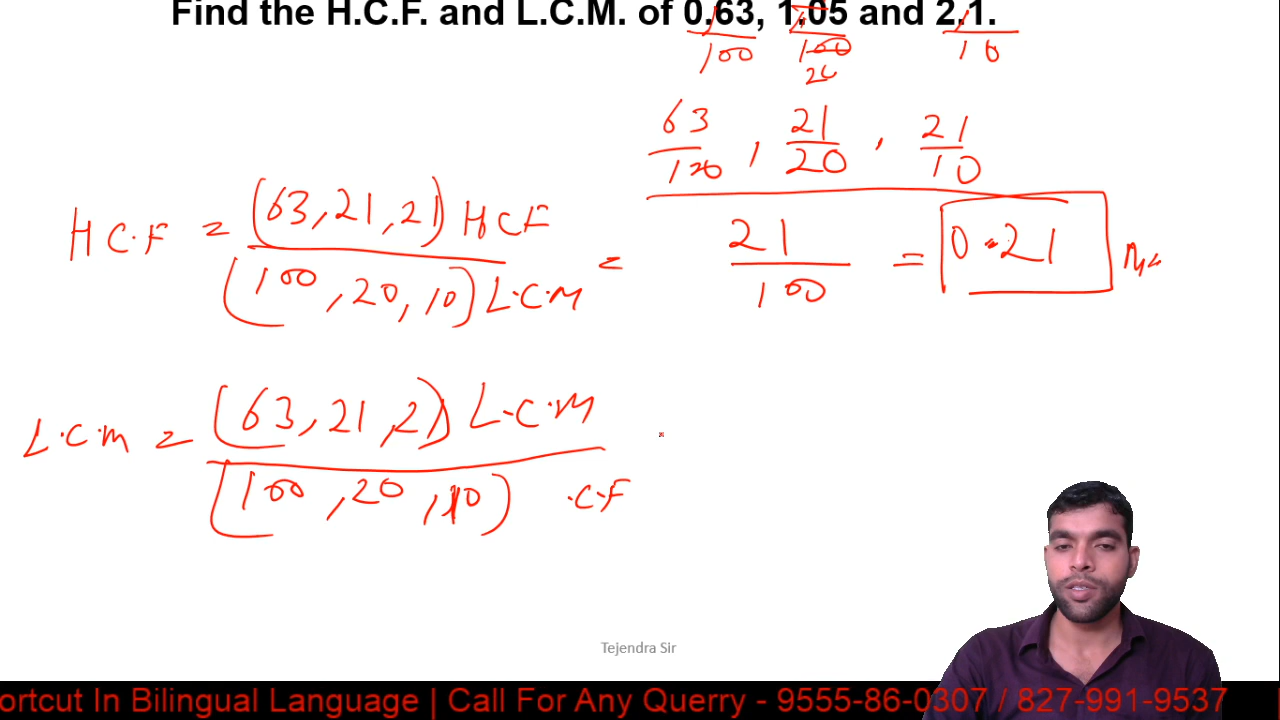 Find the H.C.F. and L.C.M. of 0.63, 1.05 and 2.1.
100 100 10
20
63/100 , 21/20 , 21/10
H C.F = (63, 21, 21) H C F / (100, 20, 10) L.C.M = 21/100 = 0.21
L.C.M = (63, 21, 21) L.C.M / (100, 20, 10) .C.F
Tejendra Sir
ortcut In Bilingual Language | Call For Any Querry - 9555-86-0307 / 827-991-9537